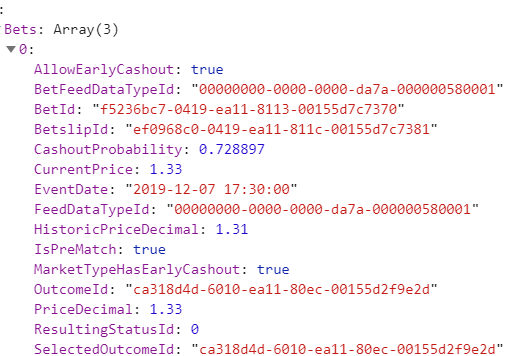 :
Bets: Array(3)
▼0:
AllowEarlyCashout: true
BetFeedDataTypeId: "00000000-0000-0000-da7a-000000580001"
BetId: "f5236bc7-0419-ea11-8113-00155d7c7370"
BetslipId: "ef0968c0-0419-ea11-811c-00155d7c7381"
CashoutProbability: 0.728897
CurrentPrice: 1.33
EventDate: "2019-12-07 17:30:00"
FeedDataTypeId: "00000000-0000-0000-da7a-000000580001"
HistoricPriceDecimal: 1.31
IsPreMatch: true
MarketTypeHasEarlyCashout: true
OutcomeId: "ca318d4d-6010-ea11-80ec-00155d2f9e2d"
PriceDecimal: 1.33
ResultingStatusId: 0
SelectedOutcomeId: "ca318d4d-6010-ea11-80ec-00155d2f9e2d"